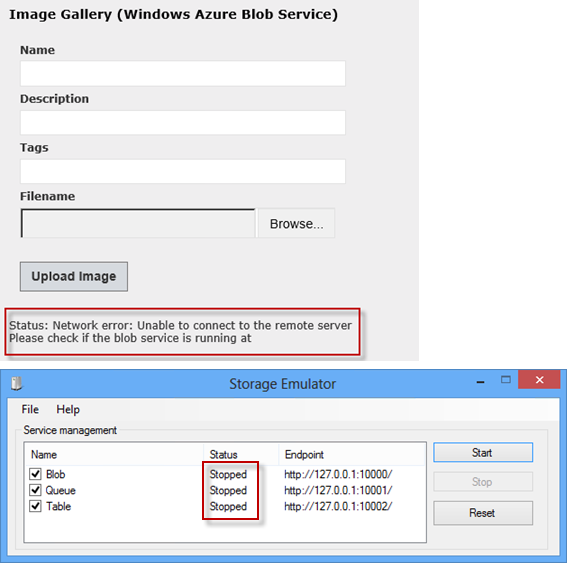 Image Gallery (Windows Azure Blob Service)
Name
Description
Tags
Filename
Browse...
Upload Image
Status: Network error: Unable to connect to the remote server
Please check if the blob service is running at
Storage Emulator
File Help
Service management
Name Status Endpoint
Blob Stopped http://127.0.0.1:10000/
Queue Stopped http://127.0.0.1:10001/
Table Stopped http://127.0.0.1:10002/
Start
Stop
Reset